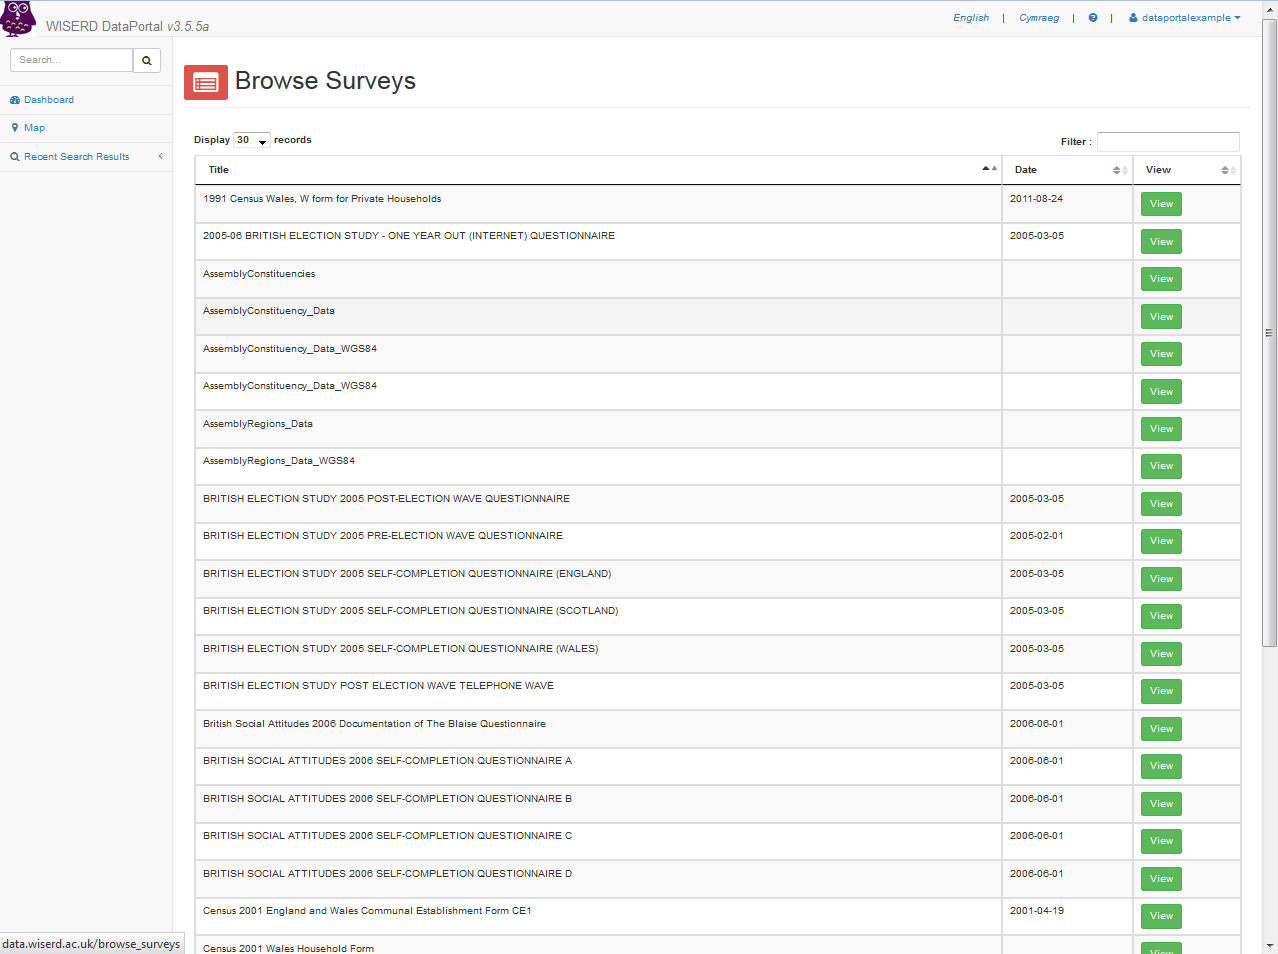 WISERD DataPortal v3.5.5a
English | Cymraeg | ? | dataportalexample
Search...
Dashboard
Map
Recent Search Results
Browse Surveys
Display 30 records
Filter :
Title Date View
1991 Census Wales, W form for Private Households 2011-08-24 View
2005-06 BRITISH ELECTION STUDY - ONE YEAR OUT (INTERNET) QUESTIONNAIRE 2005-03-05 View
AssemblyConstituencies View
AssemblyConstituency_Data View
AssemblyConstituency_Data_WGS84 View
AssemblyConstituency_Data_WGS84 View
AssemblyRegions_Data View
AssemblyRegions_Data_WGS84 View
BRITISH ELECTION STUDY 2005 POST-ELECTION WAVE QUESTIONNAIRE 2005-03-05 View
BRITISH ELECTION STUDY 2005 PRE-ELECTION WAVE QUESTIONNAIRE 2005-02-01 View
BRITISH ELECTION STUDY 2005 SELF-COMPLETION QUESTIONNAIRE (ENGLAND) 2005-03-05 View
BRITISH ELECTION STUDY 2005 SELF-COMPLETION QUESTIONNAIRE (SCOTLAND) 2005-03-05 View
BRITISH ELECTION STUDY 2005 SELF-COMPLETION QUESTIONNAIRE (WALES) 2005-03-05 View
BRITISH ELECTION STUDY POST ELECTION WAVE TELEPHONE WAVE 2005-03-05 View
British Social Attitudes 2006 Documentation of The Blaise Questionnaire 2006-06-01 View
BRITISH SOCIAL ATTITUDES 2006 SELF-COMPLETION QUESTIONNAIRE A 2006-06-01 View
BRITISH SOCIAL ATTITUDES 2006 SELF-COMPLETION QUESTIONNAIRE B 2006-06-01 View
BRITISH SOCIAL ATTITUDES 2006 SELF-COMPLETION QUESTIONNAIRE C 2006-06-01 View
BRITISH SOCIAL ATTITUDES 2006 SELF-COMPLETION QUESTIONNAIRE D 2006-06-01 View
Census 2001 England and Wales Communal Establishment Form CE1 2001-04-19 View
Census 2001 Wales Household Form View
data.wiserd.ac.uk/browse_surveys